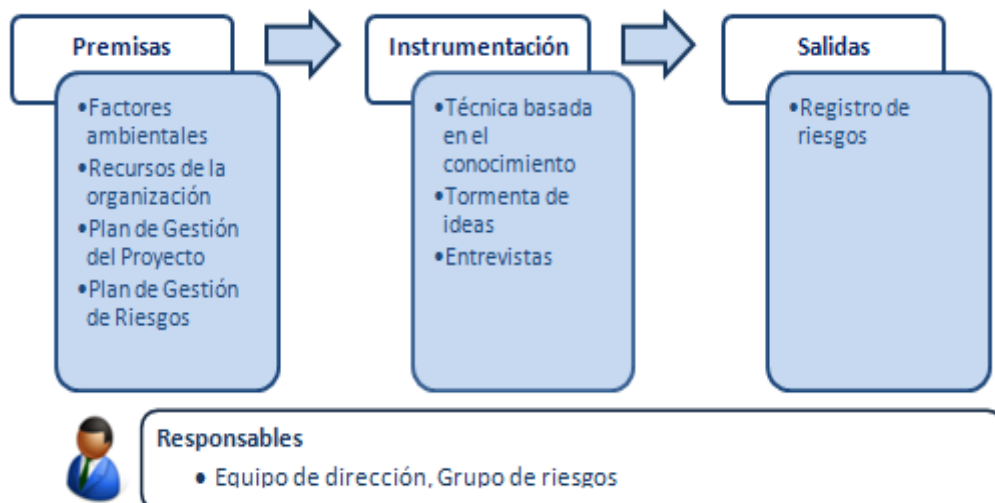 Premisas
•Factores
ambientales
•Recursos de la
organización
•Plan de Gestión
del Proyecto
•Plan de Gestión
de Riesgos
Instrumentación
•Técnica basada
en el
conocimiento
•Tormenta de
ideas
•Entrevistas
Salidas
•Registro de
riesgos
Responsables
• Equipo de dirección, Grupo de riesgos